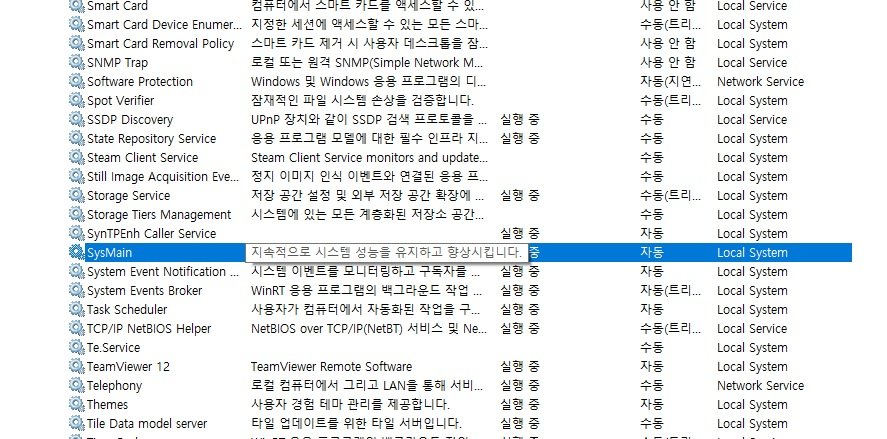 Smart Card 컴퓨터에서 스마트 카드를 액세스할 수 있... 사용 안 함 Local Service
Smart Card Device Enumer... 지정한 세션에 액세스할 수 있는 모든 스마... 수동(트리... Local System
Smart Card Removal Policy 스마트 카드 제거 시 사용자 데스크톱을 잠... 사용 안 함 Local System
SNMP Trap 로컬 또는 원격 SNMP(Simple Network M... 사용 안 함 Local Service
Software Protection Windows 및 Windows 응용 프로그램의 디... 자동(지연... Network Service
Spot Verifier 잠재적인 파일 시스템 손상을 검증합니다. 수동(트리... Local System
SSDP Discovery UPnP 장치와 같이 SSDP 검색 프로토콜을 ... 실행 중 수동 Local Service
State Repository Service 응용 프로그램 모델에 대한 필수 인프라 지... 실행 중 수동 Local System
Steam Client Service Steam Client Service monitors and update... 수동 Local System
Still Image Acquisition Eve... 정지 이미지 인식 이벤트와 연결된 응용 프... 수동 Local System
Storage Service 저장 공간 설정 및 외부 저장 공간 확장에 ... 실행 중 수동(트리... Local System
Storage Tiers Management 시스템에 있는 모든 계층화된 저장소 공간... 수동 Local System
SynTPEnh Caller Service 실행 중 자동 Local System
SysMain 지속적으로 시스템 성능을 유지하고 향상시킵니다. 중 자동 Local System
System Event Notification ... 시스템 이벤트를 모니터링하고 구독자를 ... 실행 중 자동 Local System
System Events Broker WinRT 응용 프로그램의 백그라운드 작업 ... 실행 중 자동(트리... Local System
Task Scheduler 사용자가 컴퓨터에서 자동화된 작업을 구... 실행 중 자동 Local System
TCP/IP NetBIOS Helper NetBIOS over TCP/IP(NetBT) 서비스 및 Ne... 실행 중 수동(트리... Local Service
Te.Service 수동 Local System
TeamViewer 12 TeamViewer Remote Software 실행 중 자동 Local System
Telephony 로컬 컴퓨터에서 그리고 LAN을 통해 서비... 실행 중 수동 Network Service
Themes 사용자 경험 테마 관리를 제공합니다. 실행 중 자동 Local System
Tile Data model server 타일 업데이트를 위한 타일 서버입니다. 실행 중 자동 Local System